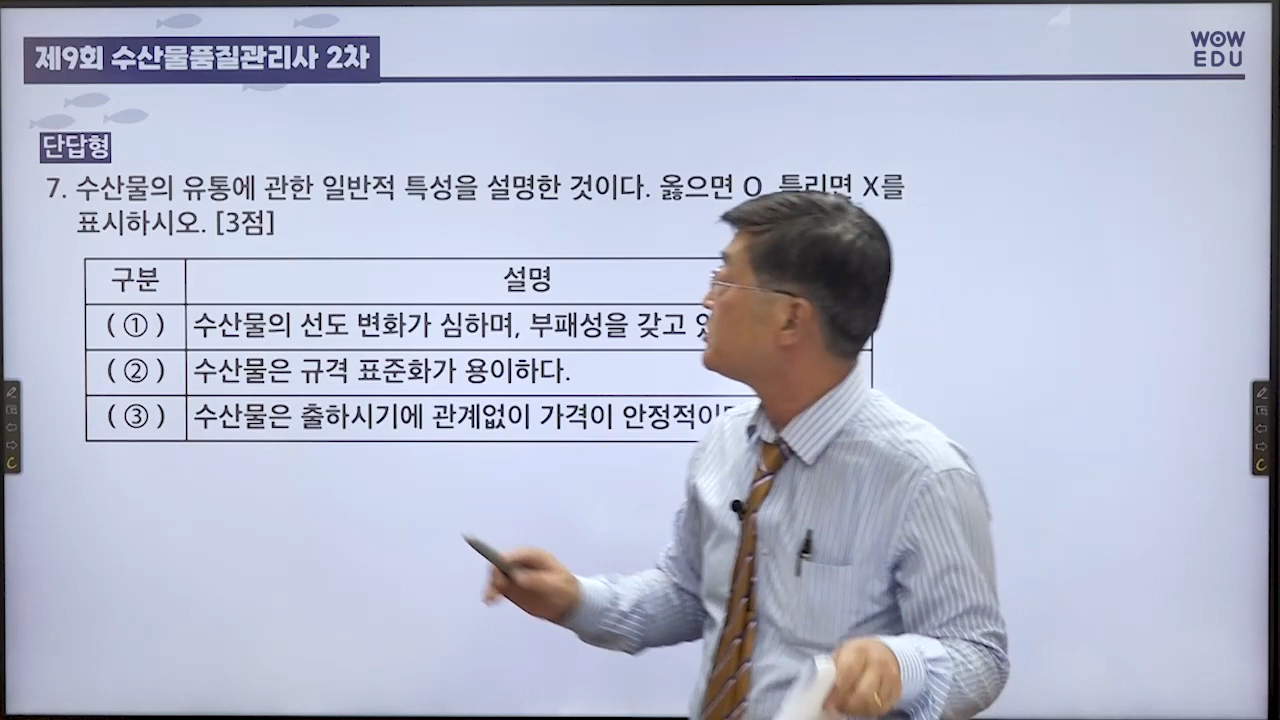 제9회 수산물품질관리사 2차
WOW
EDU
단답형
7. 수산물의 유통에 관한 일반적 특성을 설명한 것이다. 옳으면 O, 틀리면 X를
표시하시오. [3점]
구분 설명
( ① ) 수산물의 선도 변화가 심하며, 부패성을 갖고
( ② ) 수산물은 규격 표준화가 용이하다.
( ③ ) 수산물은 출하시기에 관계없이 가격이